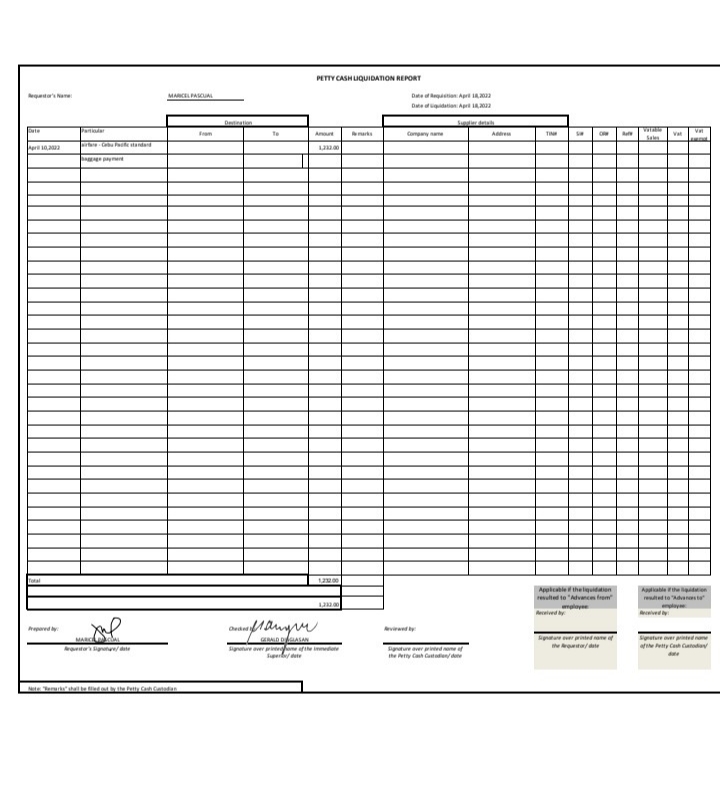 PETTY CASH LIQUIDATION REPORT
Requestor's Name: MARICEL PASCUAL Date of Requisition: April 18,2022
Date of Liquidation: April 18,2022
Destination Supplier details
Date Particular From To Amount Remarks Company name Address TIN# SI# OR# Ref# Vatable Sales Vat Vat
April 10,2022 airfare - Cebu Pacific standard 1,232.00
baggage payment
Total 1,232.00
1,232.00
Applicable if the liquidation resulted to "Advances from" employee:
Applicable if the liquidation resulted to "Advances to" employee:
Received by: Received by:
Prepared by: Checked Reviewed by:
MARICEL PASCUAL GERALD
Requestor's Signature/ date
Signature over printed name of the Immediate Superior/ date
Signature over printed name of the Petty Cash Custodian/ date
Signature over printed name of the Requestor/ date
Signature over printed name of the Petty Cash Custodian/ date
Note: "Remarks" shall be filled out by the Petty Cash Custodian